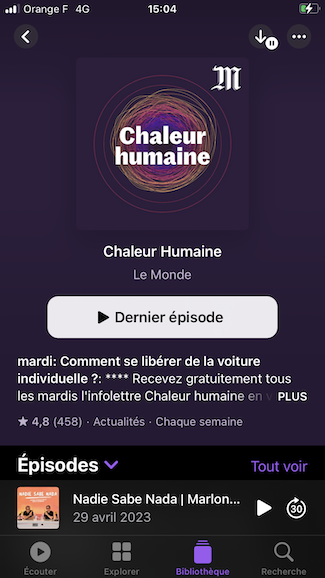 Orange F 4G 15:04
M
Chaleur
humaine
Chaleur Humaine
Le Monde
Dernier épisode
mardi: Comment se libérer de la voiture
individuelle ?: **** Recevez gratuitement tous
les mardis l'infolettre Chaleur humaine en PLUS
4,8 (458) · Actualités · Chaque semaine
Épisodes Tout voir
NADIE SABE NADA
Nadie Sabe Nada | Marlon...
29 avril 2023
30
Écouter Explorer Bibliothèque Recherche